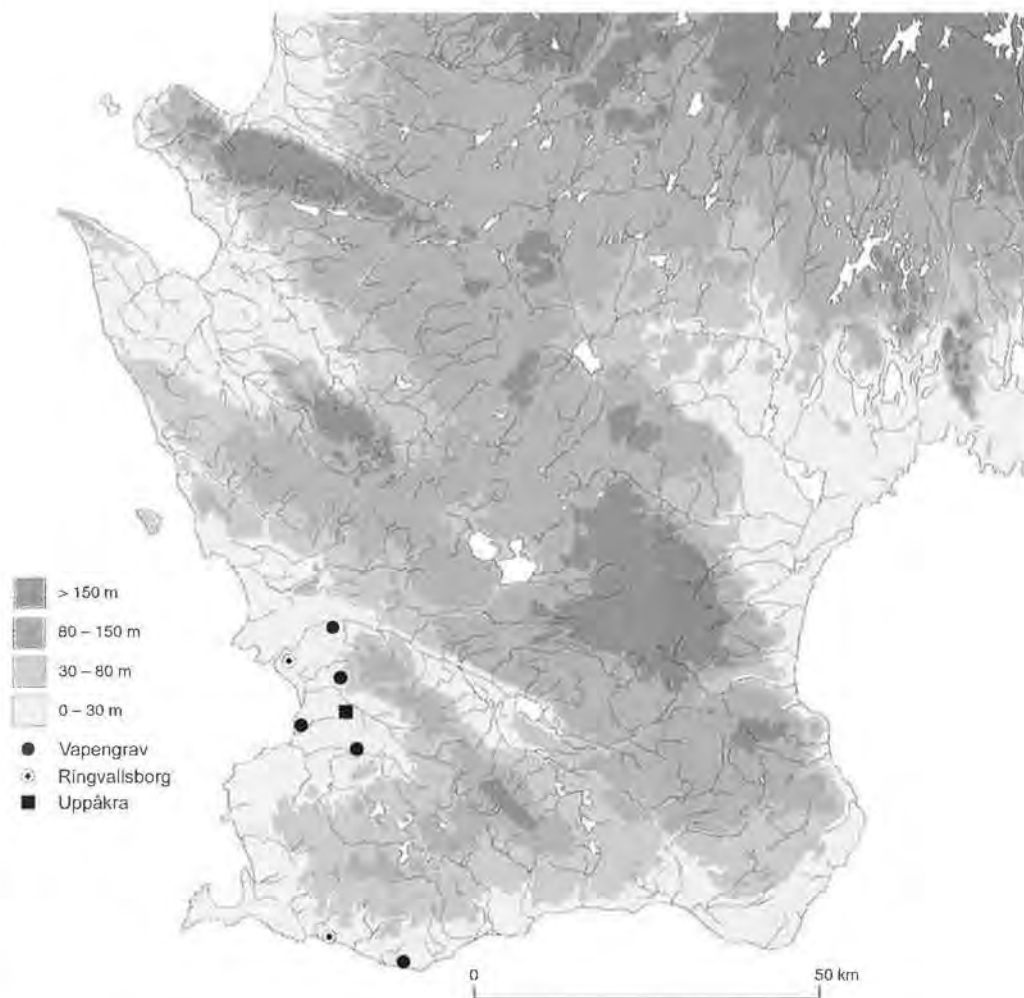 > 150 m
80 – 150 m
30 – 80 m
0 – 30 m
Vapengrav
Ringvallsborg
Uppåkra
0 50 km